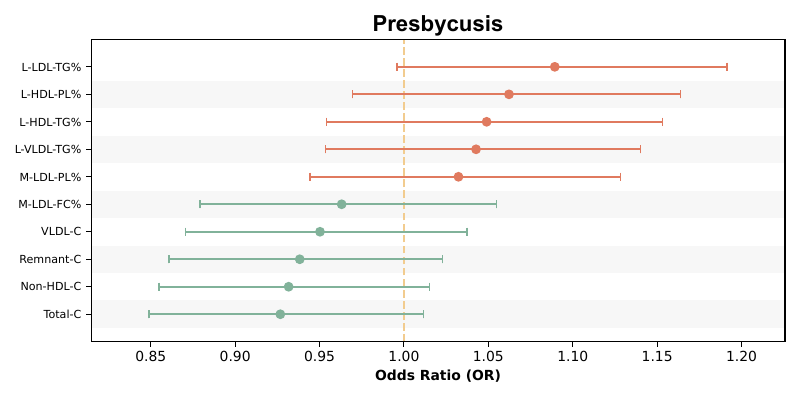 Presbycusis
L-LDL-TG%
L-HDL-PL%
L-HDL-TG%
L-VLDL-TG%
M-LDL-PL%
M-LDL-FC%
VLDL-C
Remnant-C
Non-HDL-C
Total-C
0.85 0.90 0.95 1.00 1.05 1.10 1.15 1.20
Odds Ratio (OR)